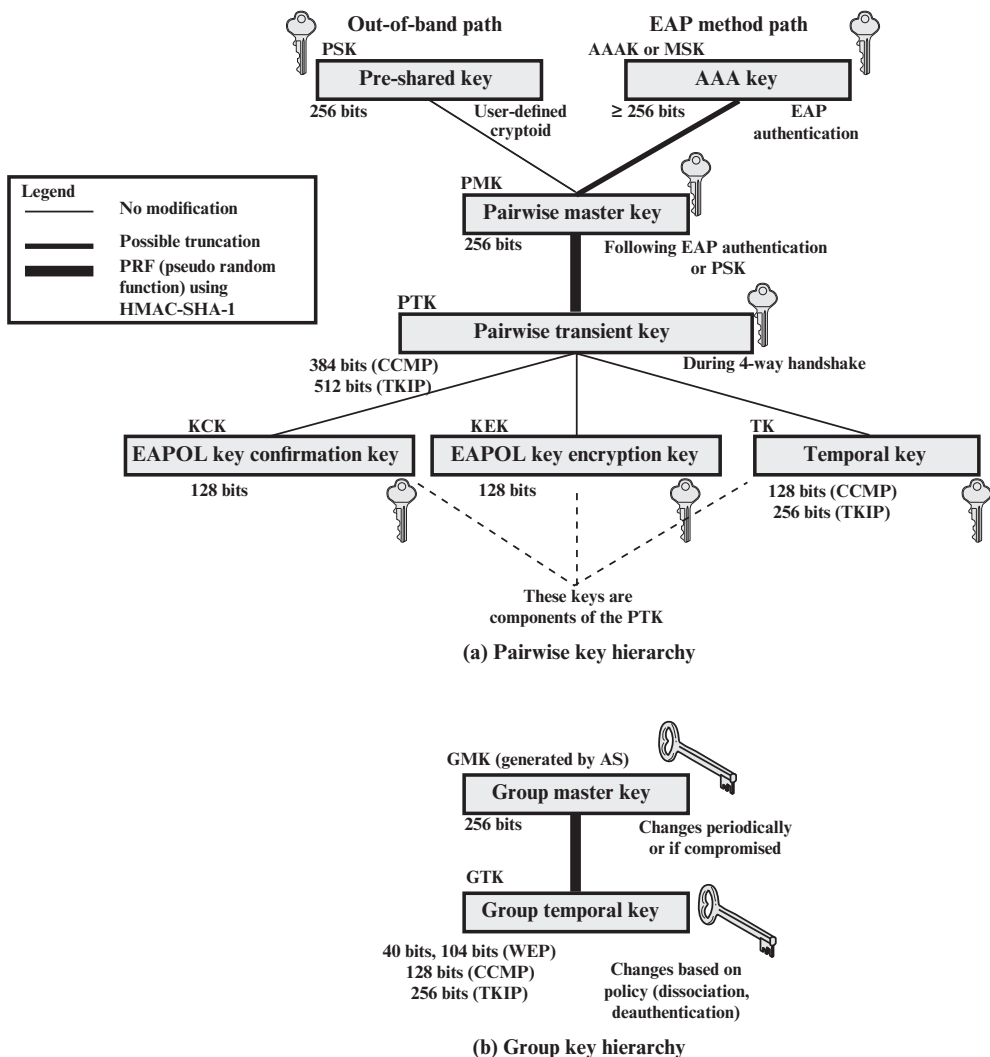 Out-of-band path
EAP method path
PSK
AAAK or MSK
Pre-shared key
AAA key
256 bits
User-defined
cryptoid
≥ 256 bits
EAP
authentication
Legend
No modification
Possible truncation
PRF (pseudo random
function) using
HMAC-SHA-1
PMK
Pairwise master key
256 bits
Following EAP authentication
or PSK
PTK
Pairwise transient key
384 bits (CCMP)
512 bits (TKIP)
During 4-way handshake
KCK
KEK
TK
EAPOL key confirmation key
EAPOL key encryption key
Temporal key
128 bits
128 bits
128 bits (CCMP)
256 bits (TKIP)
These keys are
components of the PTK
(a) Pairwise key hierarchy
GMK (generated by AS)
Group master key
256 bits
Changes periodically
or if compromised
GTK
Group temporal key
40 bits, 104 bits (WEP)
128 bits (CCMP)
256 bits (TKIP)
Changes based on
policy (dissociation,
deauthentication)
(b) Group key hierarchy